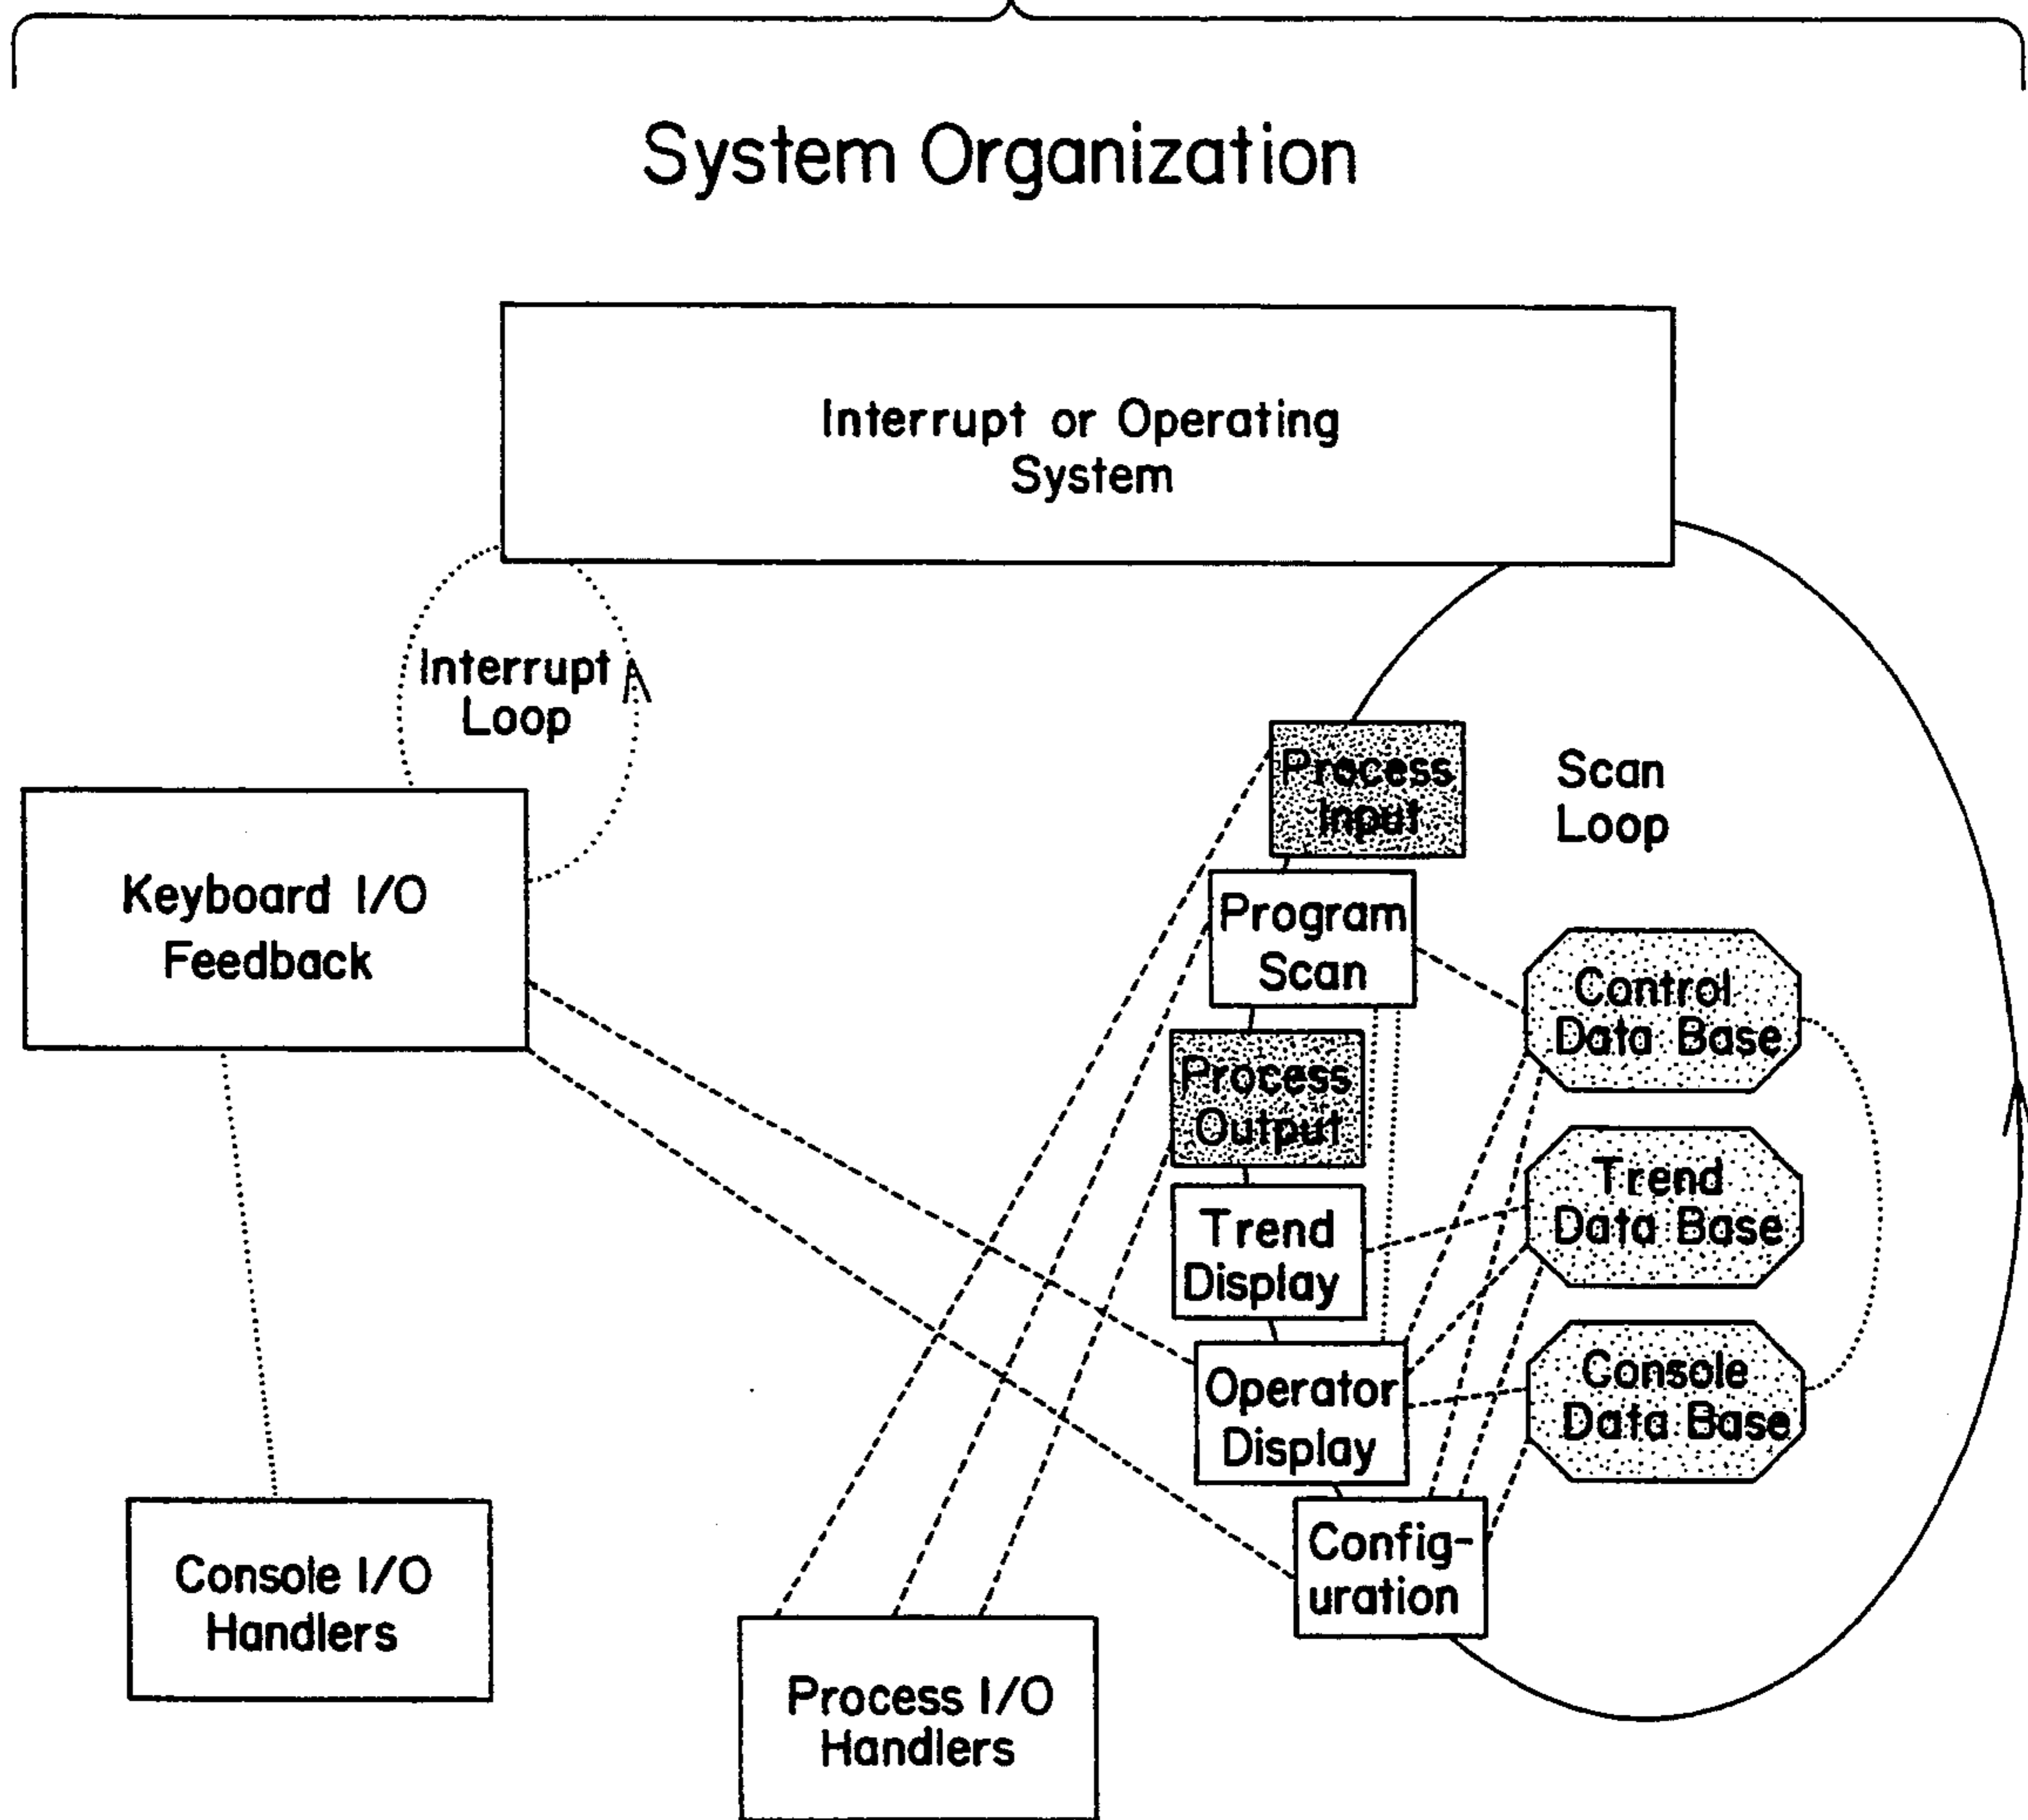 System Organization
Interrupt or Operating
System
Interrupt
Loop
Process
Input
Scan
Loop
Keyboard I/O
Feedback
Program
Scan
Control
Data Base
Process
Output
Trend
Data Base
Trend
Display
Operator
Display
Console
Data Base
Config-
uration
Console I/O
Handlers
Process I/O
Handlers